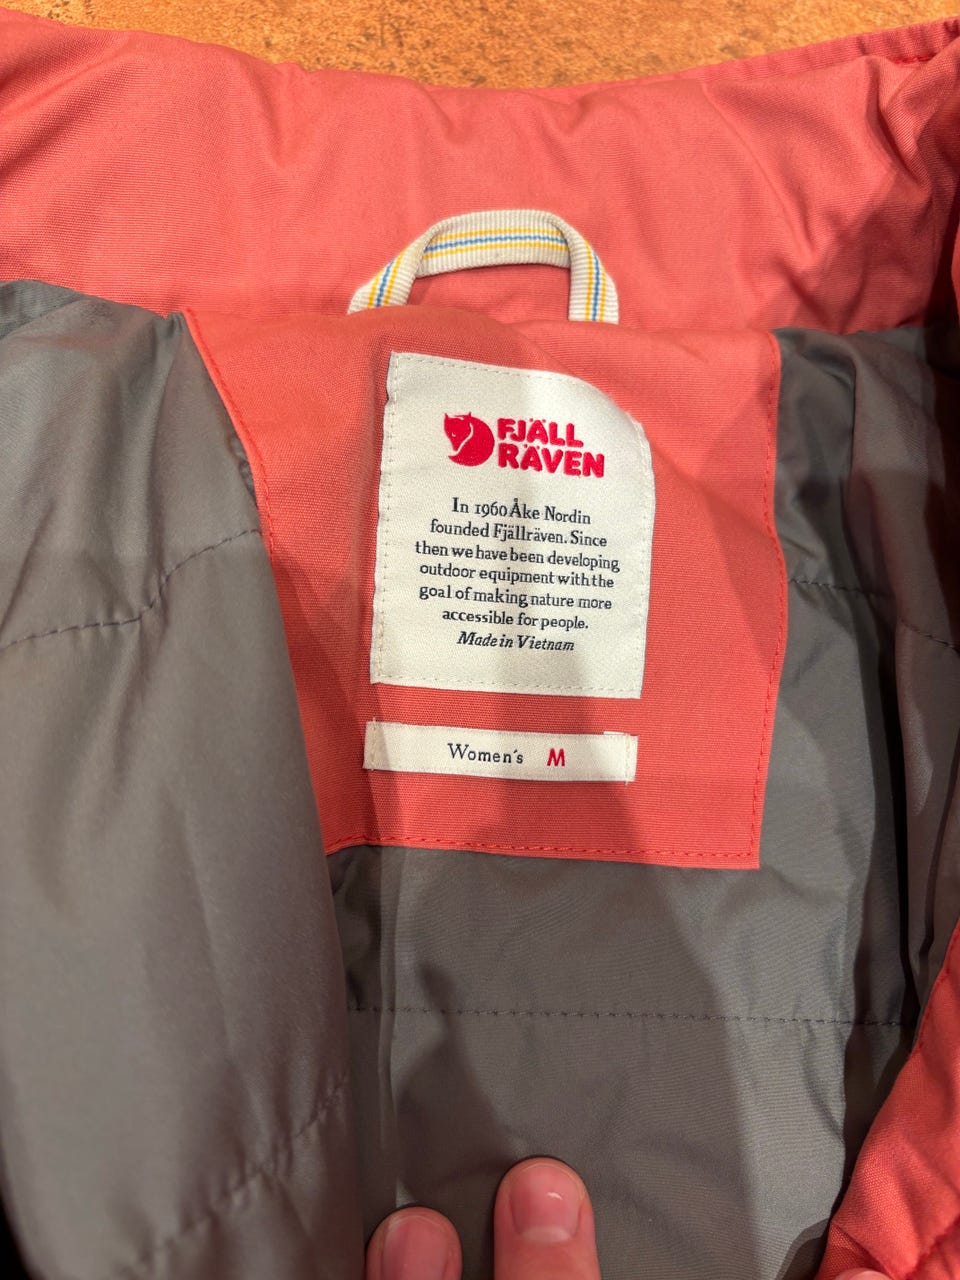 FJÄLL
RÄVEN
In 1960 Åke Nordin
founded Fjällräven. Since
then we have been developing
outdoor equipment with the
goal of making nature more
accessible for people.
Made in Vietnam
Women´s M